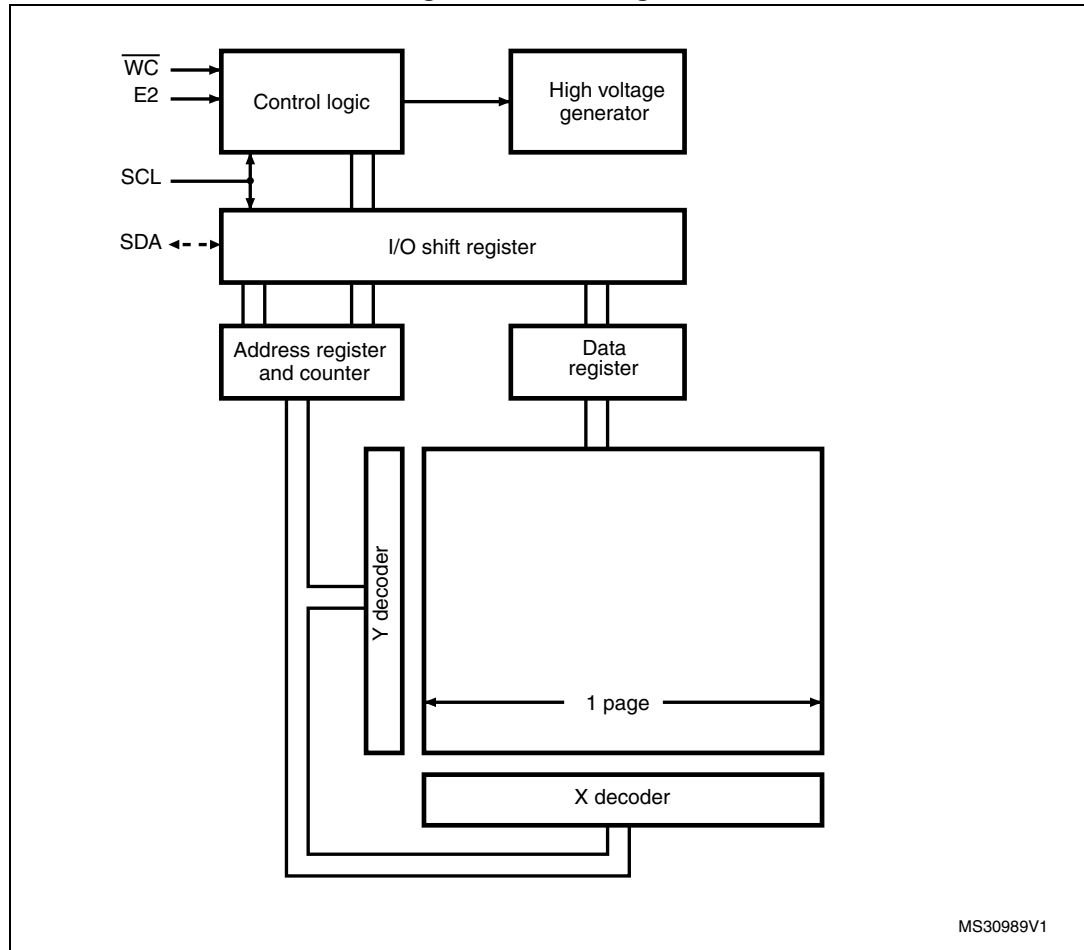 WC
E2
Control logic
High voltage
generator
SCL
SDA
I/O shift register
Address register
and counter
Data
register
Y decoder
1 page
X decoder
MS30989V1